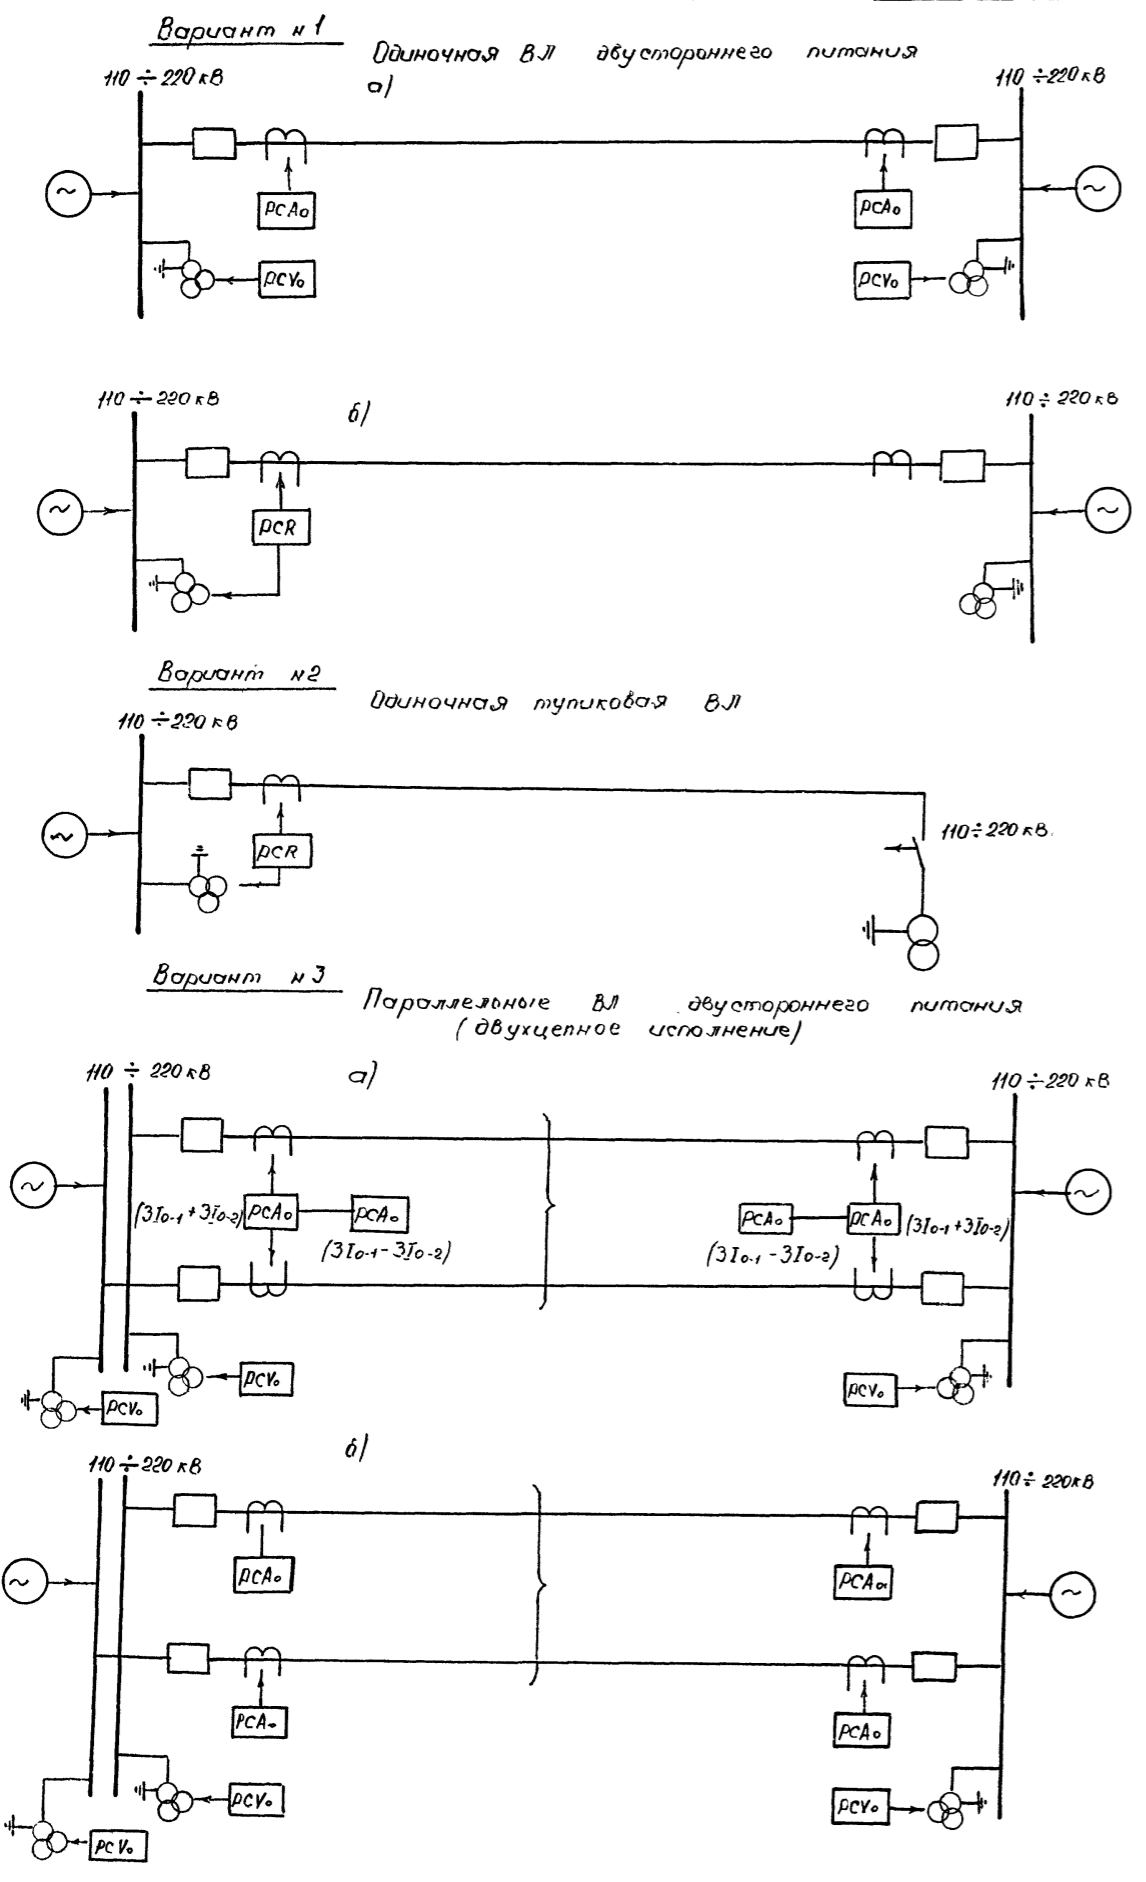 Вариант н1
Одиночная ВЛ двустороннего питания
110 ÷ 220 кВ
а)
110 ÷ 220 кВ
~
~
РСА₀
РСА₀
РСV₀
РСV₀
110 ÷ 220 кВ
б)
110 ÷ 220 кВ
~
РСR
~
Вариант н2
Одиночная тупиковая ВЛ
110 ÷ 220 кВ
~
РСR
110 ÷ 220 кВ.
Вариант н3
Параллельные ВЛ двустороннего питания
(двухцепное исполнение)
110 ÷ 220 кВ
а)
110 ÷ 220 кВ
~
~
(3I₀₋₁ + 3I₀₋₂)
РСА₀
РСА₀
РСА₀
РСА₀
(3I₀₋₁ + 3I₀₋₂)
(3I₀₋₁ - 3I₀₋₂)
(3I₀₋₁ - 3I₀₋₂)
РСV₀
РСV₀
РСV₀
б)
110 ÷ 220 кВ
110 ÷ 220 кВ
~
РСА₀
РСА₀
~
РСА₀
РСА₀
РСV₀
РСV₀
РСV₀